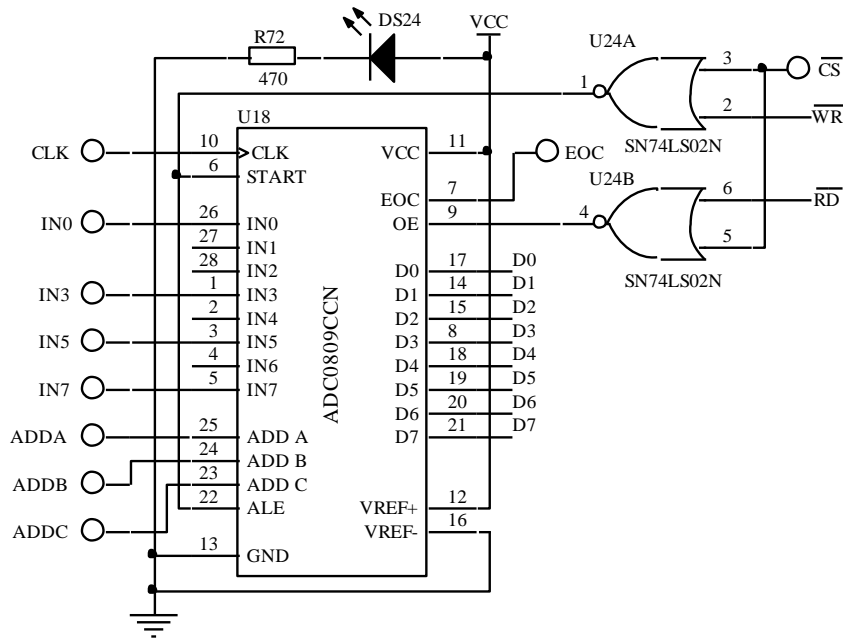 DS24
VCC
R72
470
U24A
1
3
CS
2
WR
SN74LS02N
U18
CLK
10
CLK
VCC
11
EOC
6
START
U24B
EOC
7
6
RD
IN0
26
IN0
OE
9
4
27
IN1
5
28
IN2
D0
17
D0
SN74LS02N
IN3
1
IN3
D1
14
D1
2
IN4
D2
15
D2
IN5
3
IN5
D3
8
D3
4
IN6
D4
18
D4
IN7
5
IN7
D5
19
D5
D6
20
D6
ADDA
25
ADD A
D7
21
D7
ADC0809CCN
24
ADD B
ADDB
23
ADD C
22
ALE
VREF+
12
ADDC
VREF-
16
13
GND